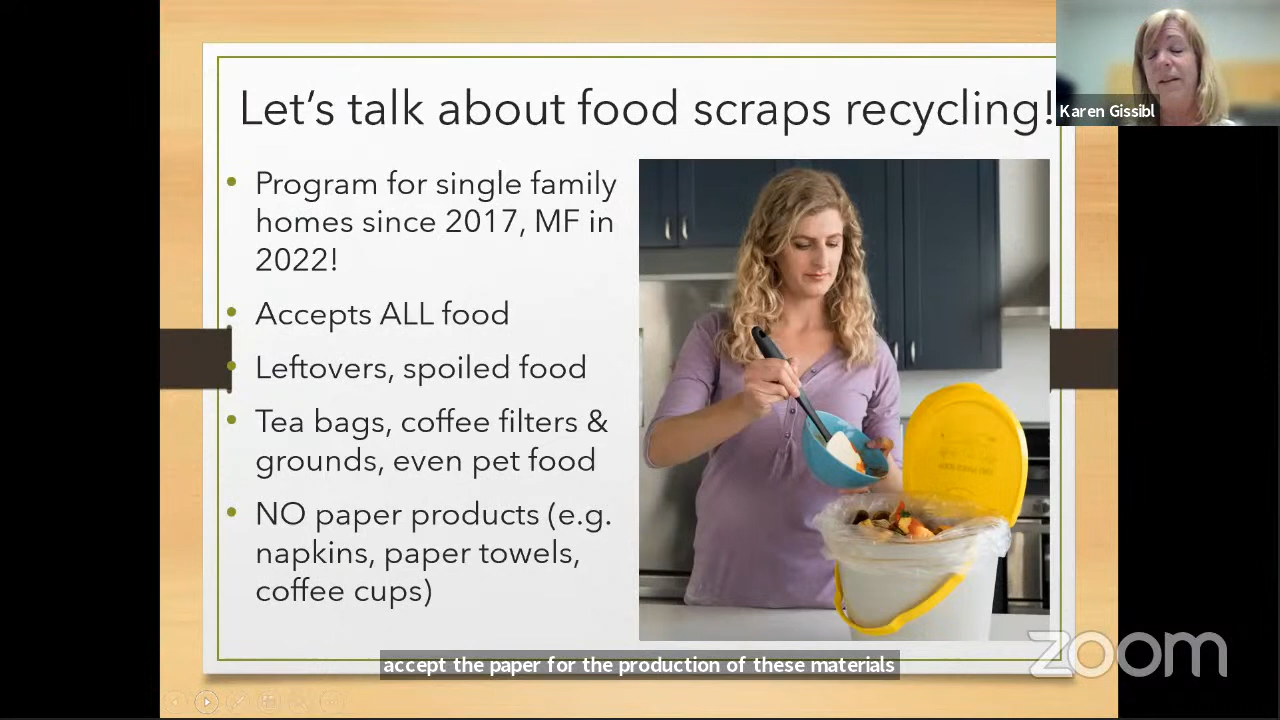 Let's talk about food scraps recycling!
Karen Gissibl
• Program for single family
homes since 2017, MF in
2022!
• Accepts ALL food
• Leftovers, spoiled food
• Tea bags, coffee filters &
grounds, even pet food
• NO paper products (e.g.
napkins, paper towels,
coffee cups)
accept the paper for the production of these materials
zoom